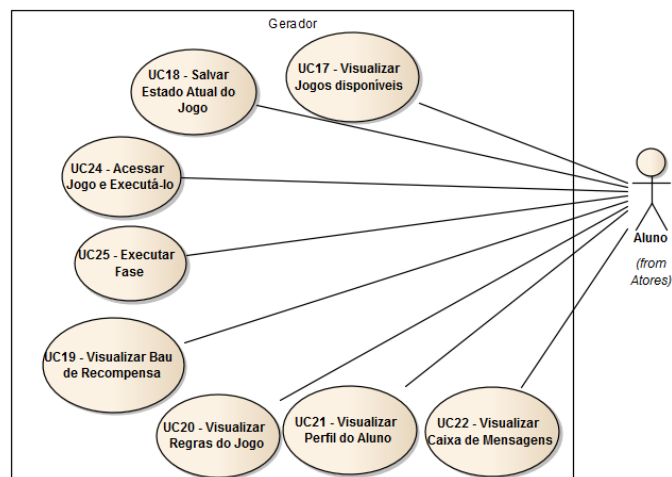 Gerador
UC18 - Salvar
Estado Atual do
Jogo
UC17 - Visualizar
Jogos disponíveis
UC24 - Acessar
Jogo e Executá-lo
UC25 - Executar
Fase
UC19 - Visualizar Bau
de Recompensa
UC20 - Visualizar
Regras do Jogo
UC21 - Visualizar
Perfil do Aluno
UC22 - Visualizar
Caixa de Mensagens
Aluno
(from
Atores)